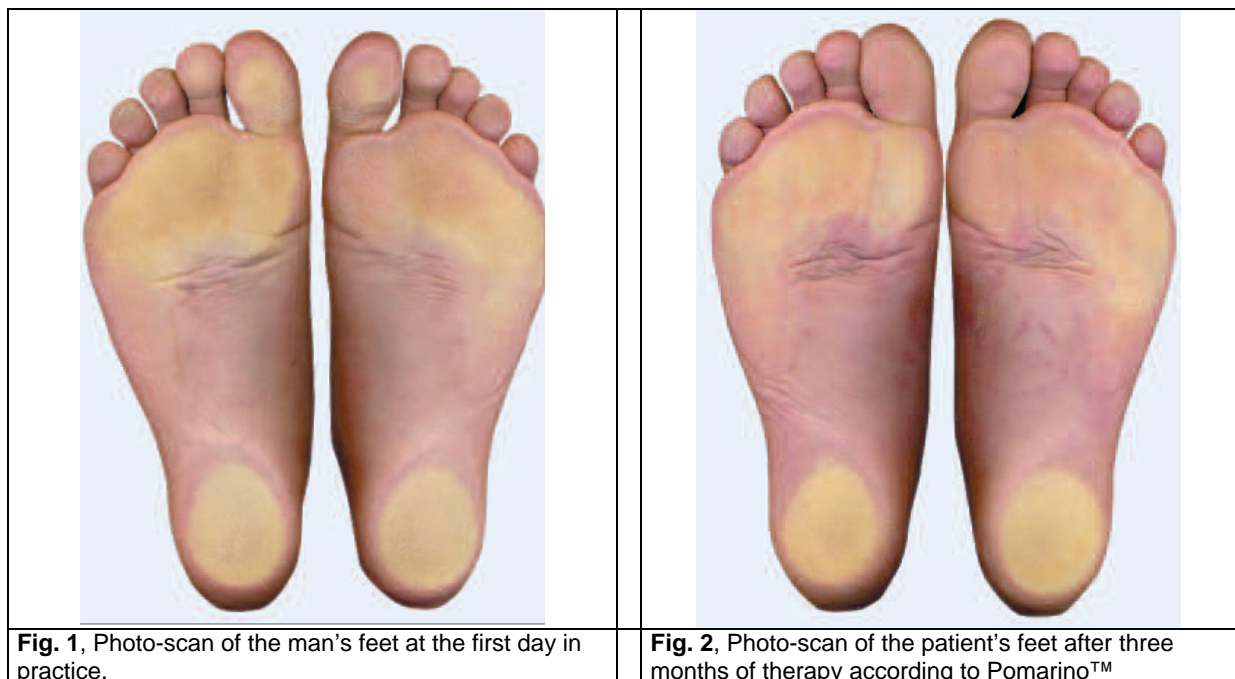 Fig. 1, Photo-scan of the man's feet at the first day in
practice.
Fig. 2, Photo-scan of the patient's feet after three
months of therapy according to Pomarino™